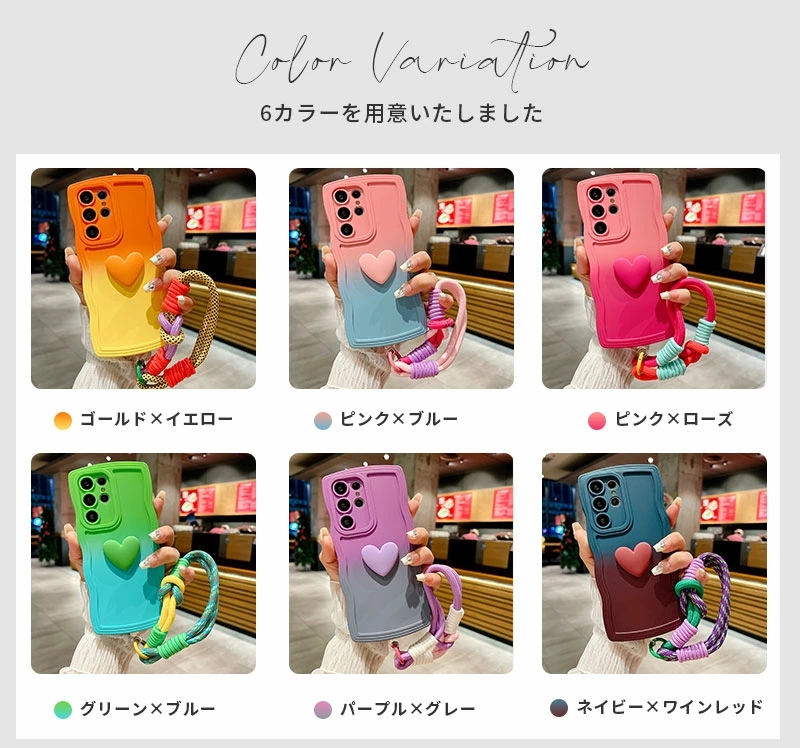 Color Variation
6カラーを用意いたしました
ゴールド×イエロー
ピンク×ブルー
ピンク×ローズ
グリーン×ブルー
パープル×グレー
ネイビー×ワインレッド